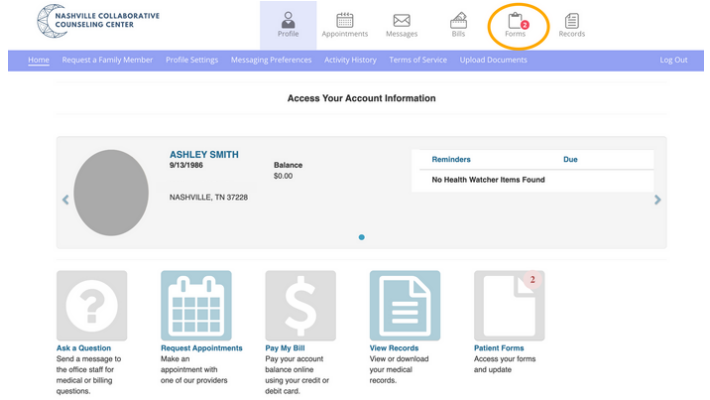 NASHVILLE COLLABORATIVE
COUNSELING CENTER
Profile
Appointments
Messages
Bills
2
Forms
Records
Home Request a Family Member Profile Settings Messaging Preferences Activity History Terms of Service Upload Documents Log Out
Access Your Account Information
ASHLEY SMITH
9/13/1986
NASHVILLE, TN 37228
Balance
$0.00
Reminders Due
No Health Watcher Items Found
?
Ask a Question
Send a message to
the office staff for
medical or billing
questions.
Request Appointments
Make an
appointment with
one of our providers
$
Pay My Bill
Pay your account
balance online
using your credit or
debit card.
View Records
View or download
your medical
records.
2
Patient Forms
Access your forms
and update